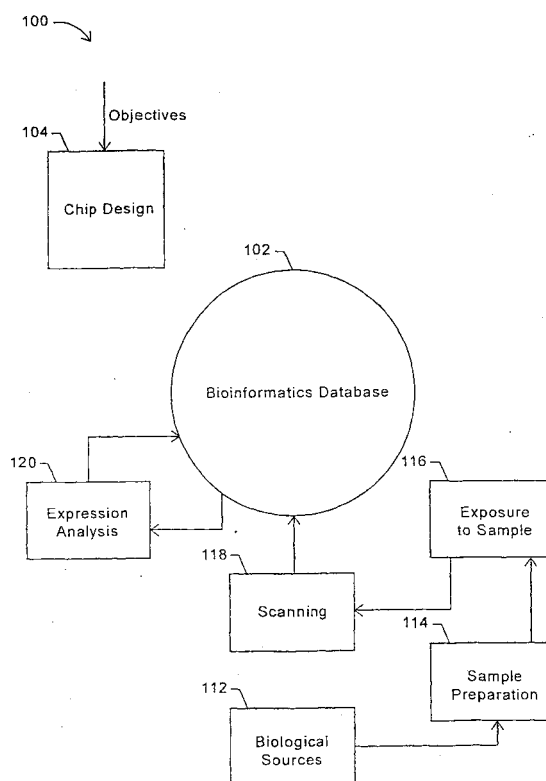 100
Objectives
104
Chip Design
102
Bioinformatics Database
120
Expression
Analysis
116
Exposure
to Sample
118
Scanning
114
Sample
Preparation
112
Biological
Sources